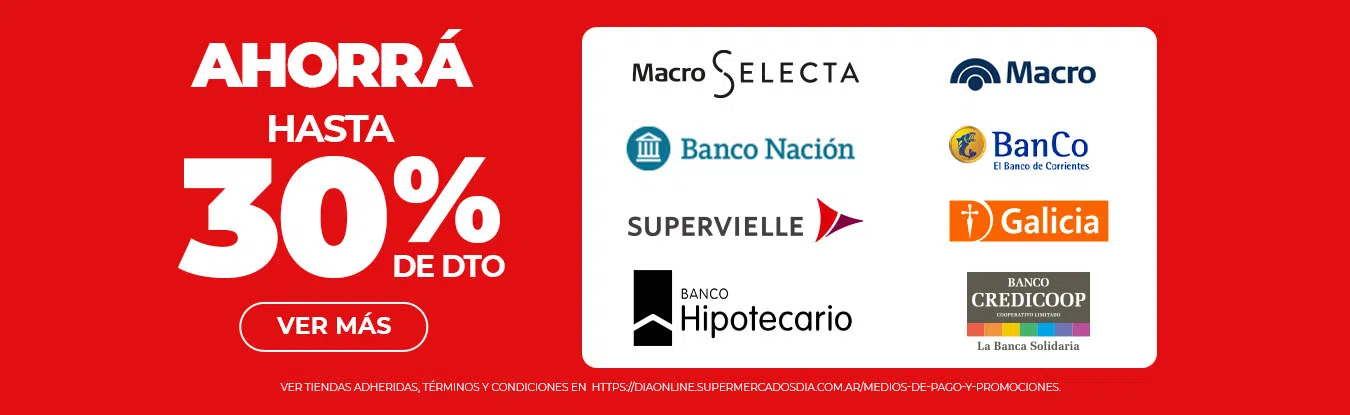 AHORRÁ
HASTA
30%
DE DTO
VER MÁS
Macro SELECTA
Macro
Banco Nación
BanCo
El Banco de Corrientes
SUPERVIELLE
Galicia
BANCO
Hipotecario
BANCO
CREDICOOP
COOPERATIVO LIMITADO
La Banca Solidaria
VER TIENDAS ADHERIDAS, TÉRMINOS Y CONDICIONES EN HTTPS://DIAONLINE.SUPERMERCADOSDIA.COM.AR/MEDIOS-DE-PAGO-Y-PROMOCIONES.